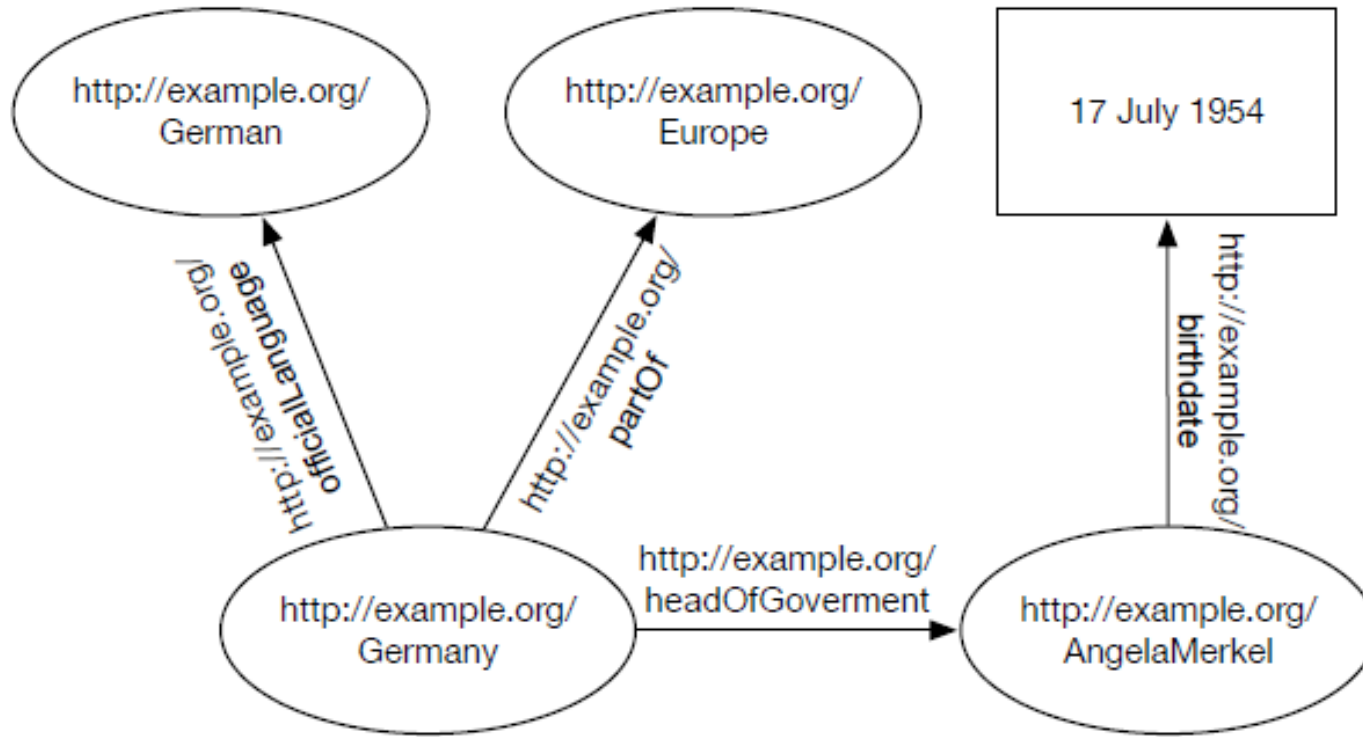 http://example.org/
German
http://example.org/
Europe
17 July 1954
http://example.org/
officialLanguage
http://example.org/
partOf
http://example.org/
birthdate
http://example.org/
Germany
http://example.org/
headOfGoverment
http://example.org/
AngelaMerkel